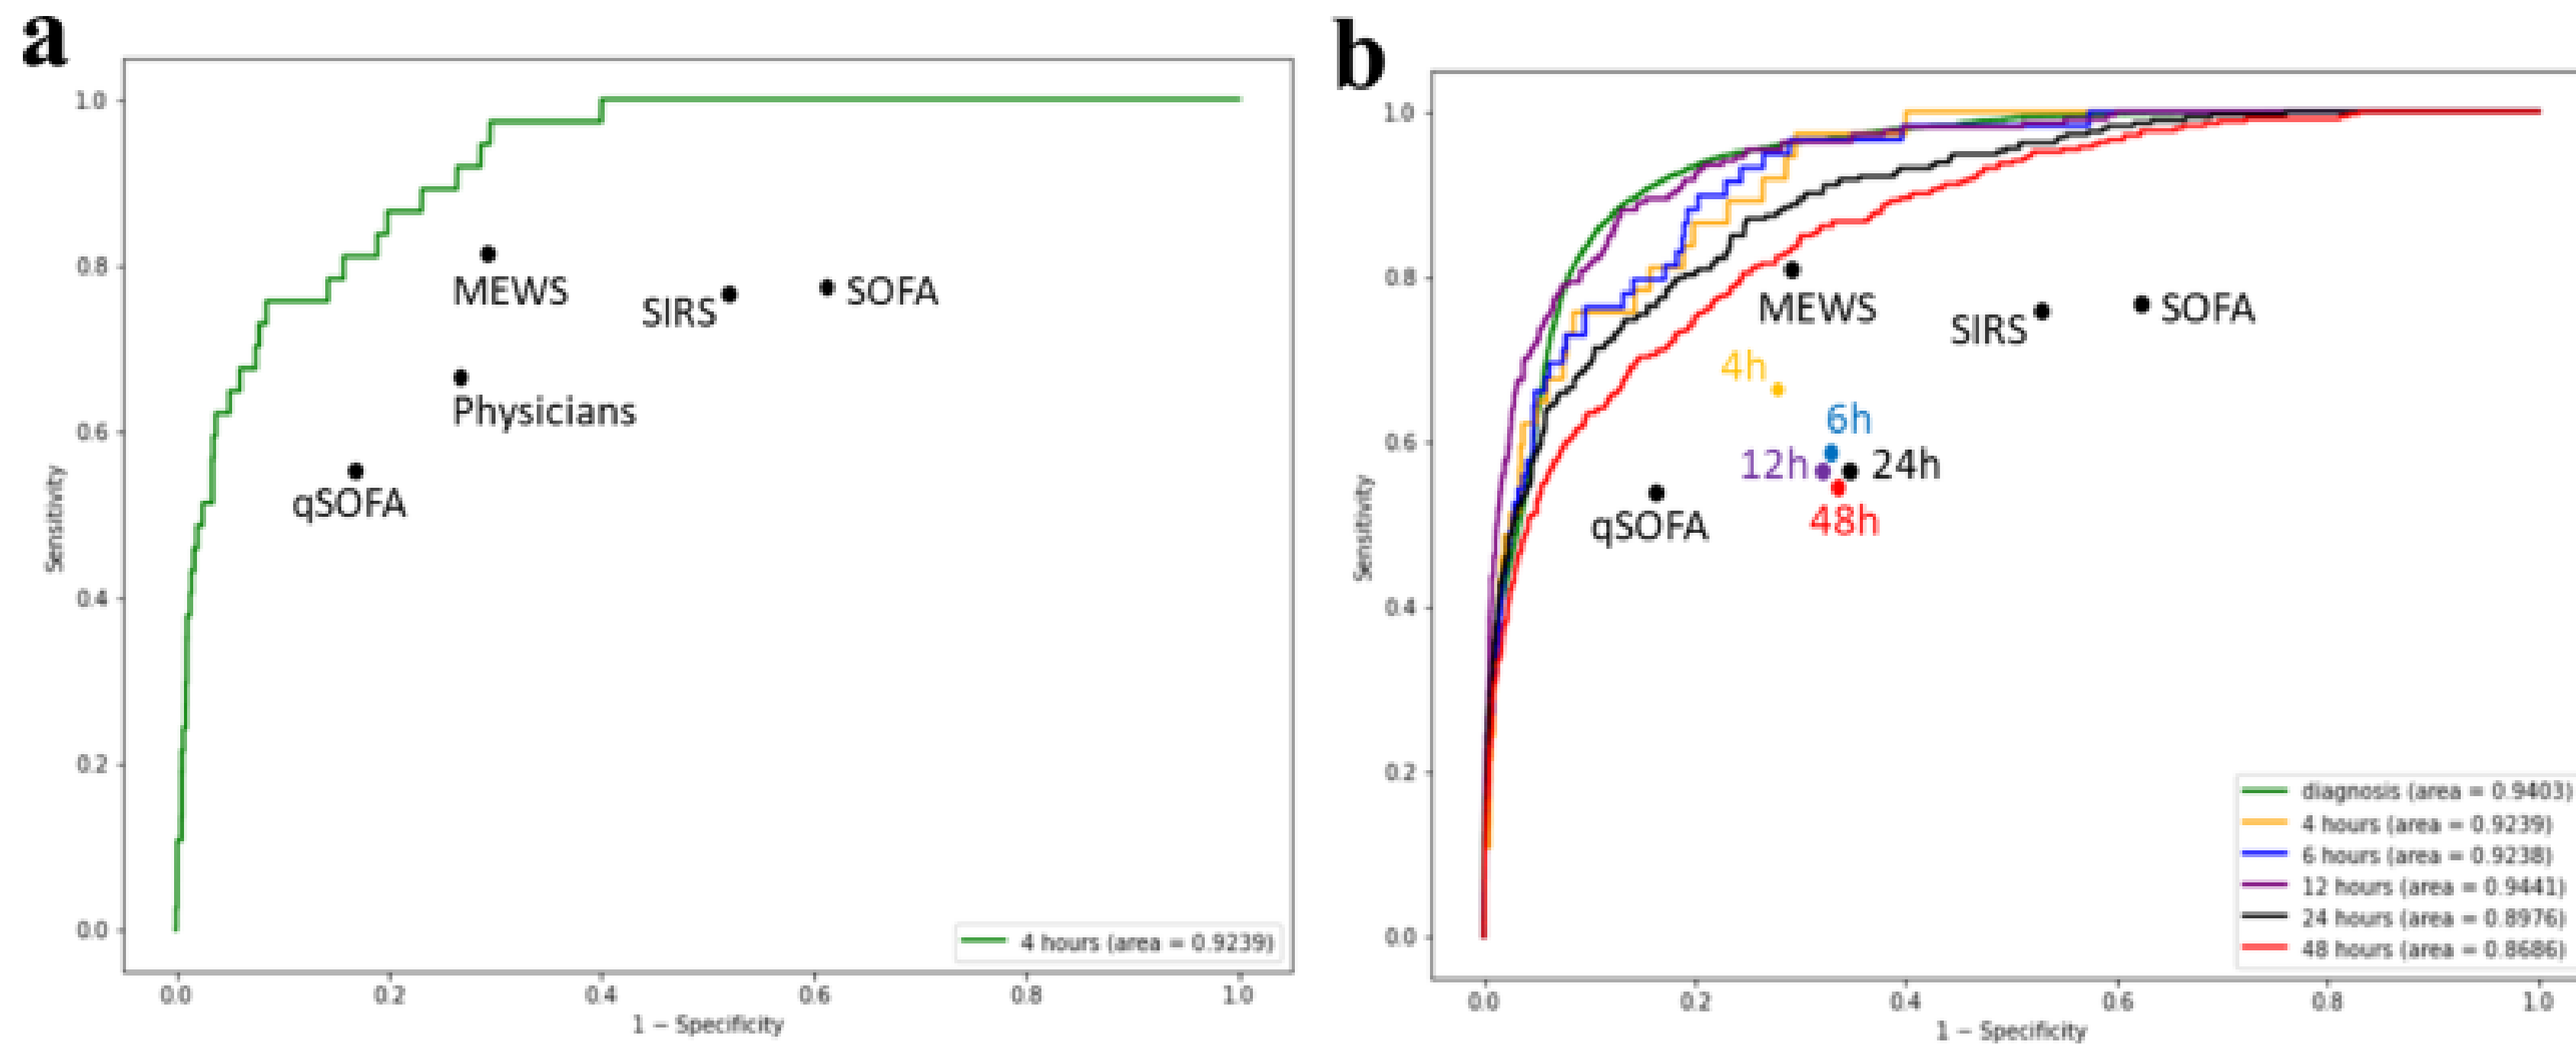 a
1.0
0.8
0.6
0.4
0.2
0.0
Sensitivity
MEWS
SIRS
SOFA
Physicians
qSOFA
4 hours (area = 0.9239)
0.0 0.2 0.4 0.6 0.8 1.0
1 − Specificity
b
1.0
0.8
0.6
0.4
0.2
0.0
Sensitivity
MEWS
SIRS
SOFA
4h
6h
12h
24h
48h
qSOFA
diagnosis (area = 0.9403)
4 hours (area = 0.9239)
6 hours (area = 0.9238)
12 hours (area = 0.9441)
24 hours (area = 0.8976)
48 hours (area = 0.8686)
0.0 0.2 0.4 0.6 0.8 1.0
1 − Specificity